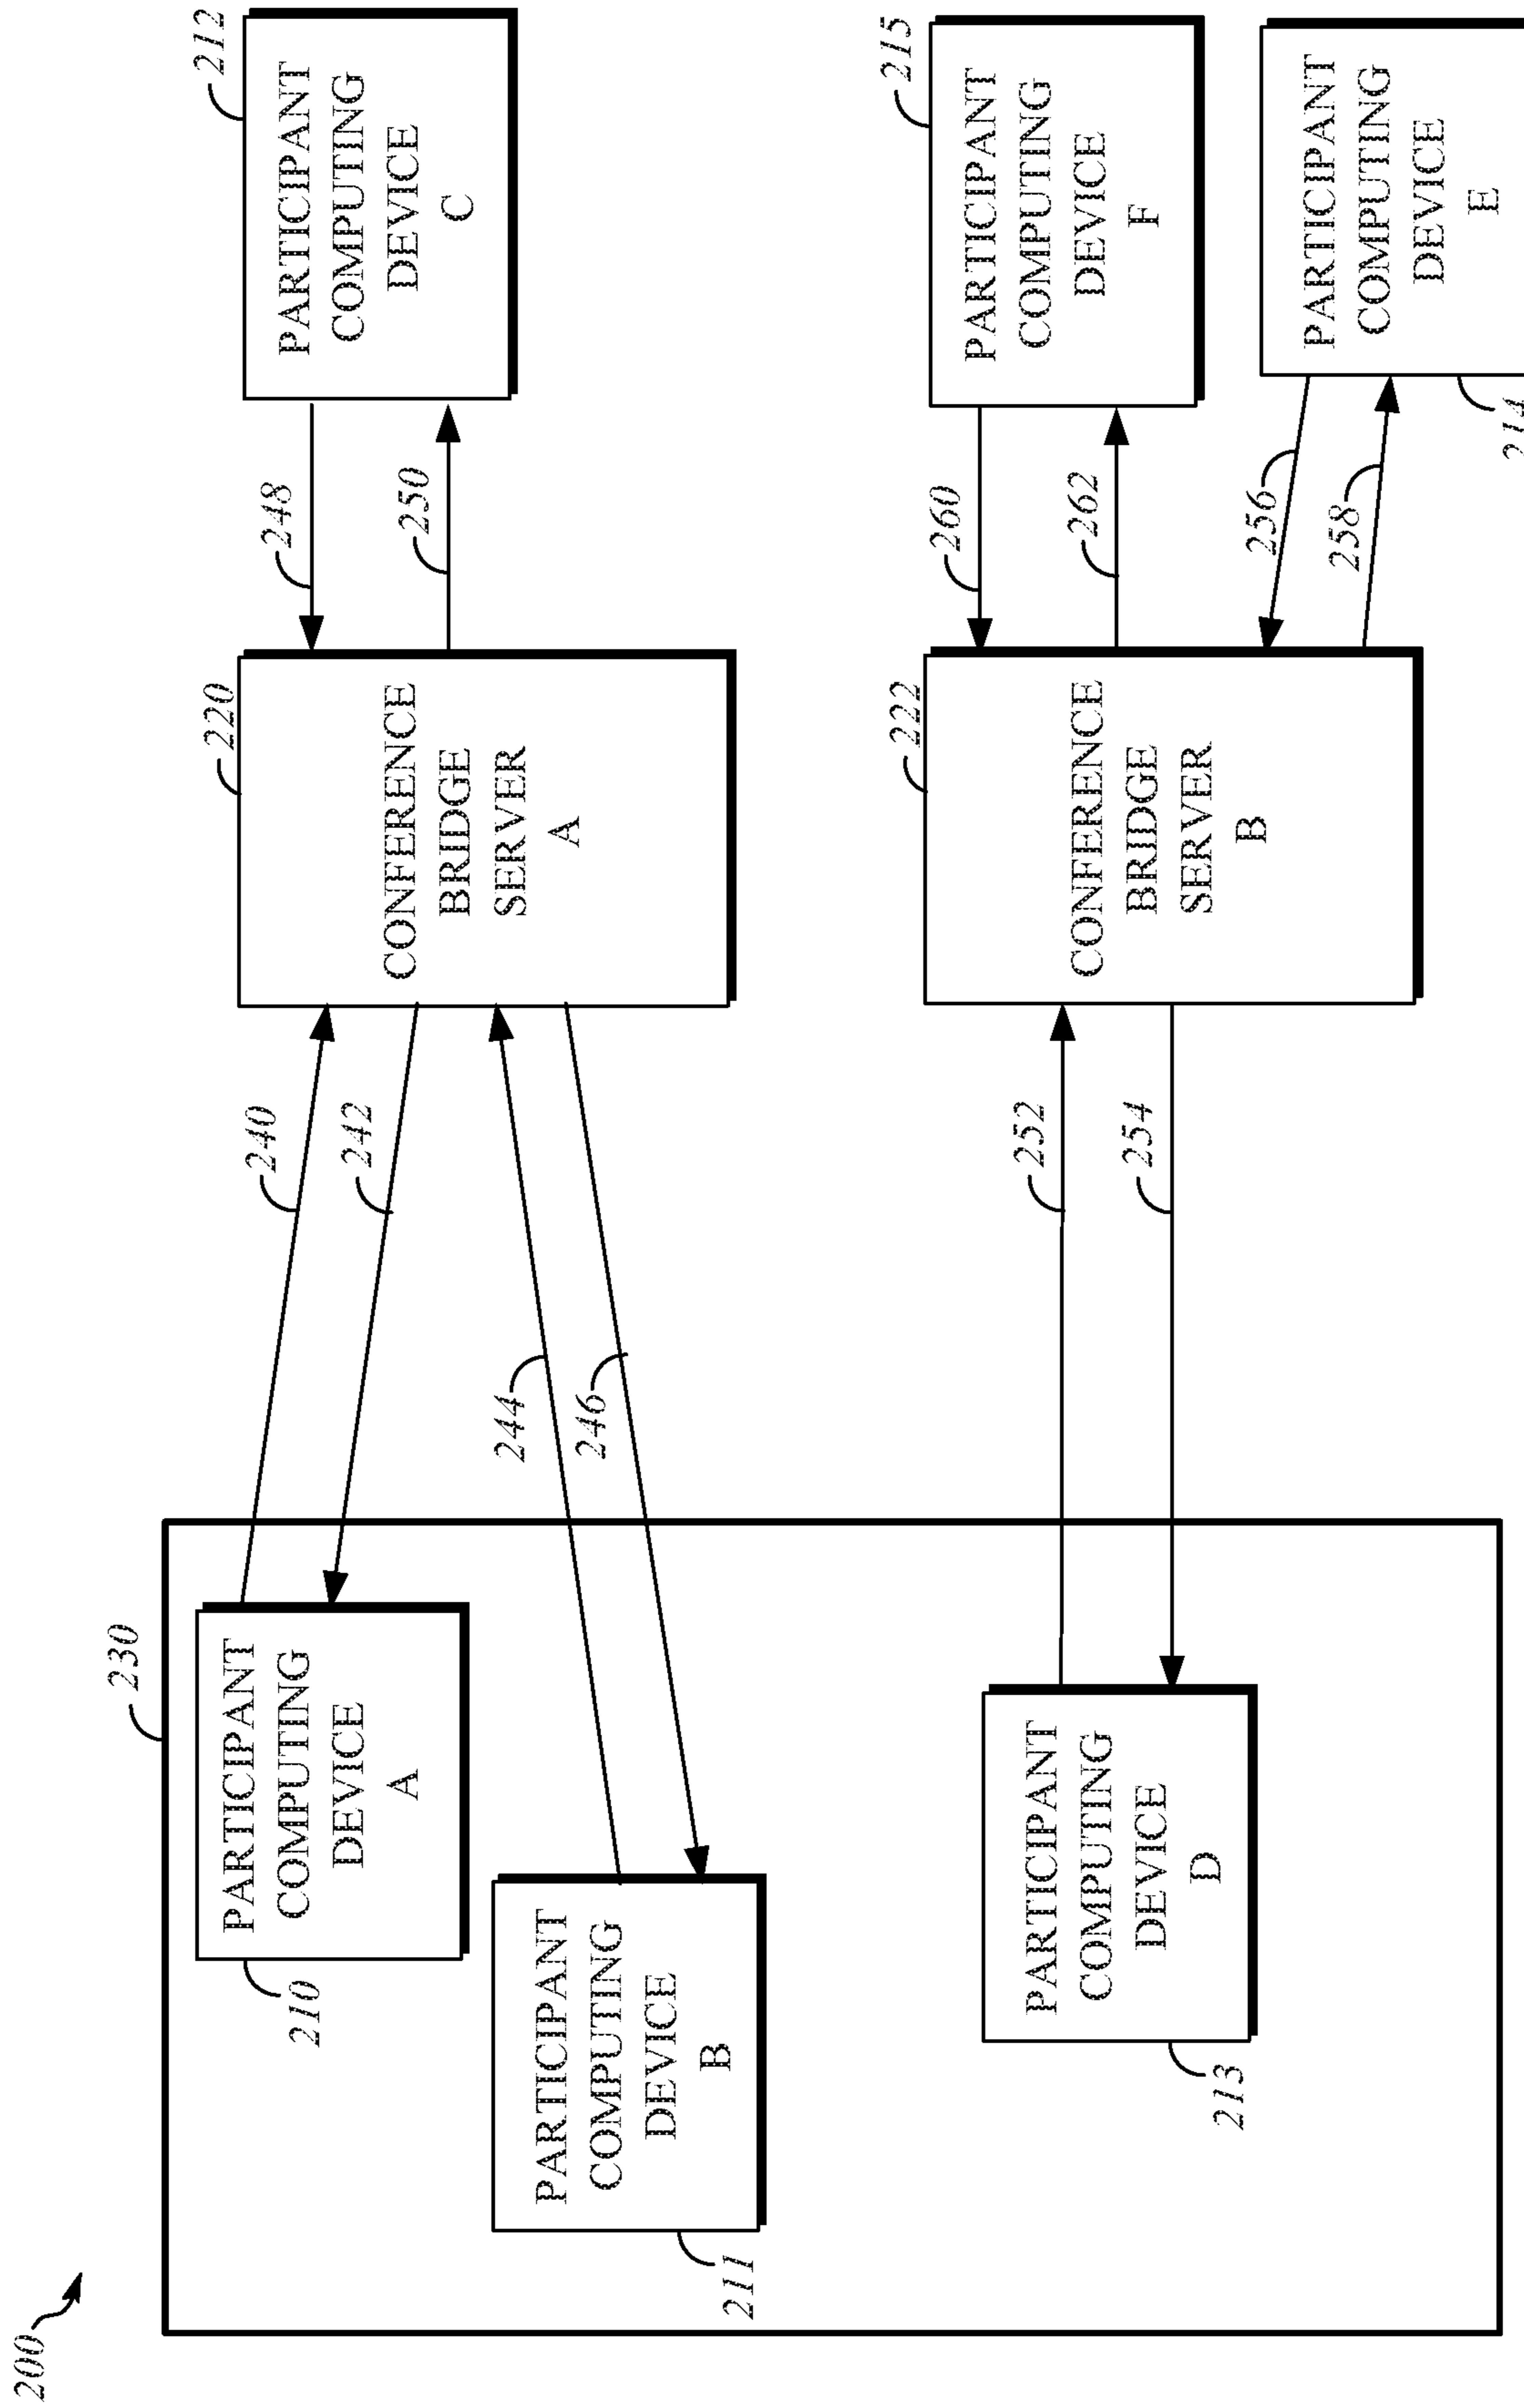 200
230
PARTICIPANT
COMPUTING
DEVICE
A
210
PARTICIPANT
COMPUTING
DEVICE
B
211
PARTICIPANT
COMPUTING
DEVICE
D
213
240
242
244
246
252
254
220
CONFERENCE
BRIDGE
SERVER
A
222
CONFERENCE
BRIDGE
SERVER
B
248
250
260
262
256
258
212
PARTICIPANT
COMPUTING
DEVICE
C
215
PARTICIPANT
COMPUTING
DEVICE
F
PARTICIPANT
COMPUTING
DEVICE
E
214